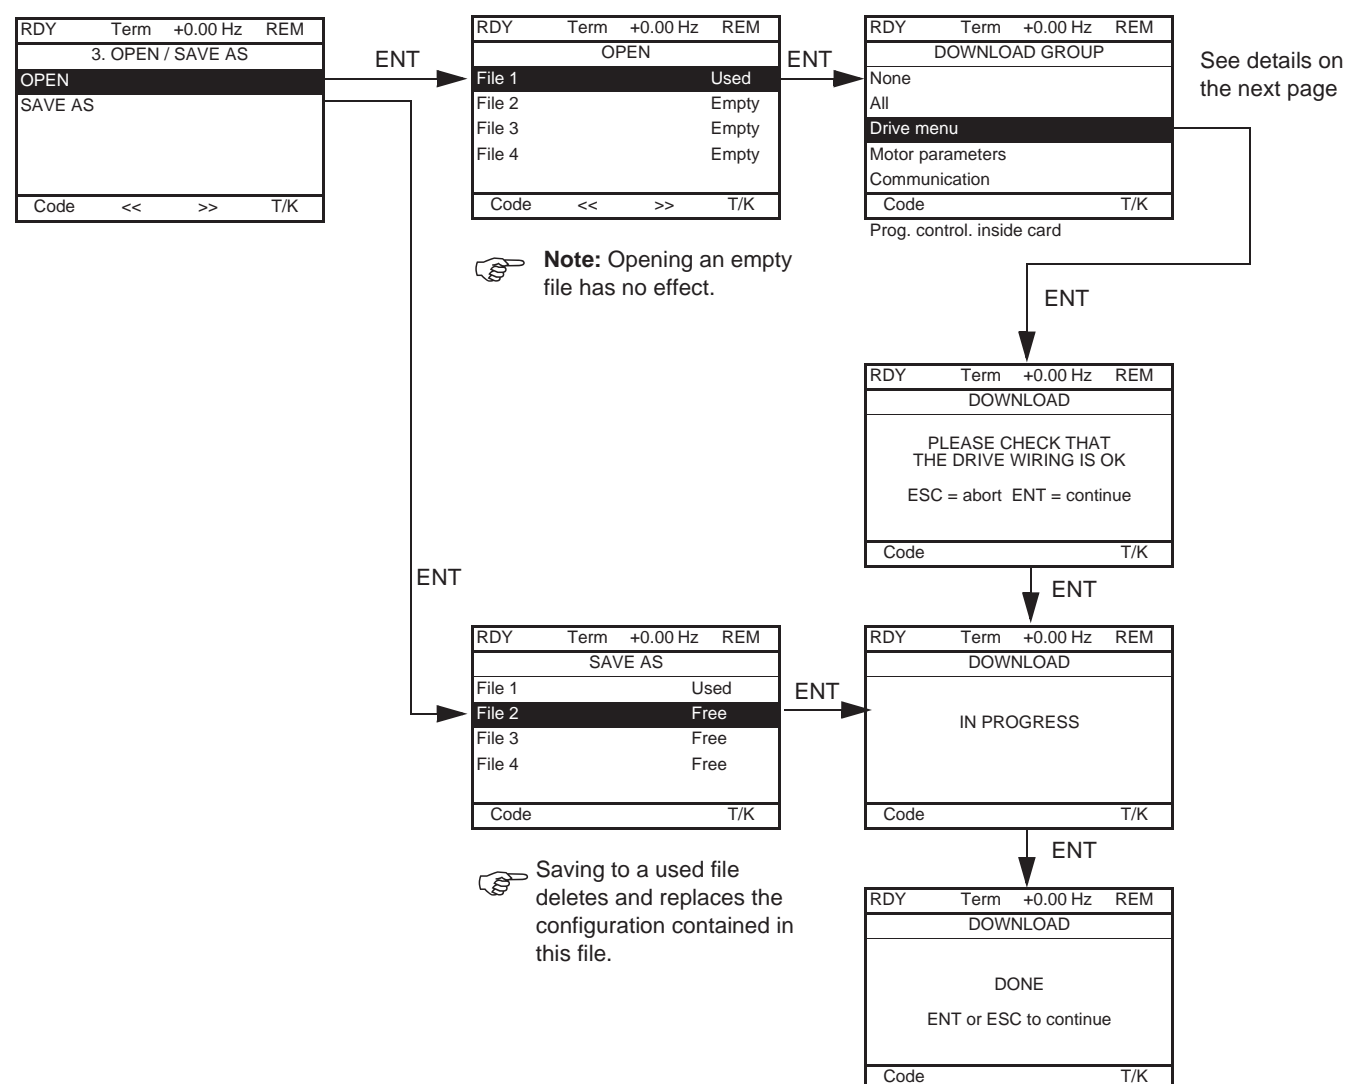 RDY Term +0.00 Hz REM
3. OPEN / SAVE AS
OPEN
SAVE AS
Code << >> T/K
ENT
RDY Term +0.00 Hz REM
OPEN
File 1 Used
File 2 Empty
File 3 Empty
File 4 Empty
Code << >> T/K
Note: Opening an empty
file has no effect.
ENT
RDY Term +0.00 Hz REM
DOWNLOAD GROUP
None
All
Drive menu
Motor parameters
Communication
Code T/K
Prog. control. inside card
See details on
the next page
ENT
RDY Term +0.00 Hz REM
DOWNLOAD
PLEASE CHECK THAT
THE DRIVE WIRING IS OK
ESC = abort ENT = continue
Code T/K
ENT
ENT
RDY Term +0.00 Hz REM
SAVE AS
File 1 Used
File 2 Free
File 3 Free
File 4 Free
Code T/K
Saving to a used file
deletes and replaces the
configuration contained in
this file.
ENT
RDY Term +0.00 Hz REM
DOWNLOAD
IN PROGRESS
Code T/K
ENT
RDY Term +0.00 Hz REM
DOWNLOAD
DONE
ENT or ESC to continue
Code T/K